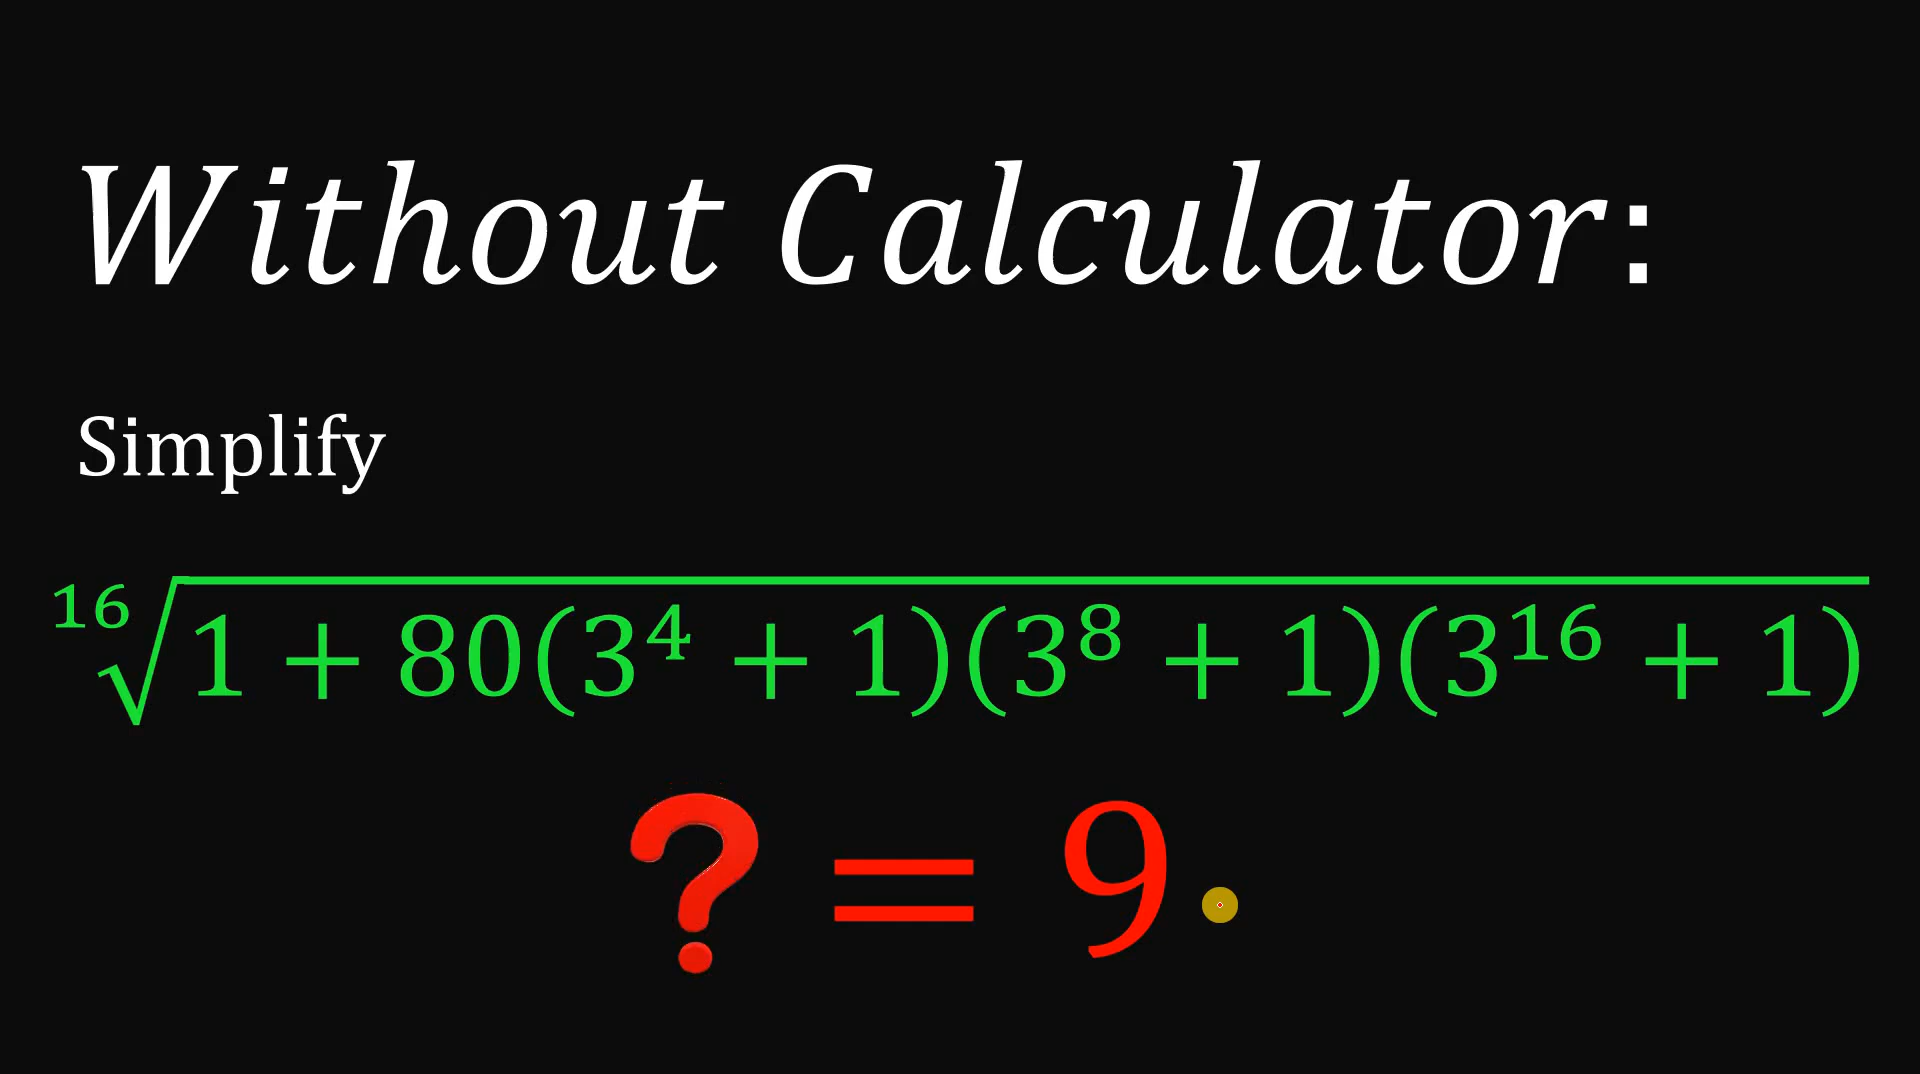 Without Calculator:
Simplify
¹⁶√1 + 80(3⁴ + 1)(3⁸ + 1)(3¹⁶ + 1)
? = 9